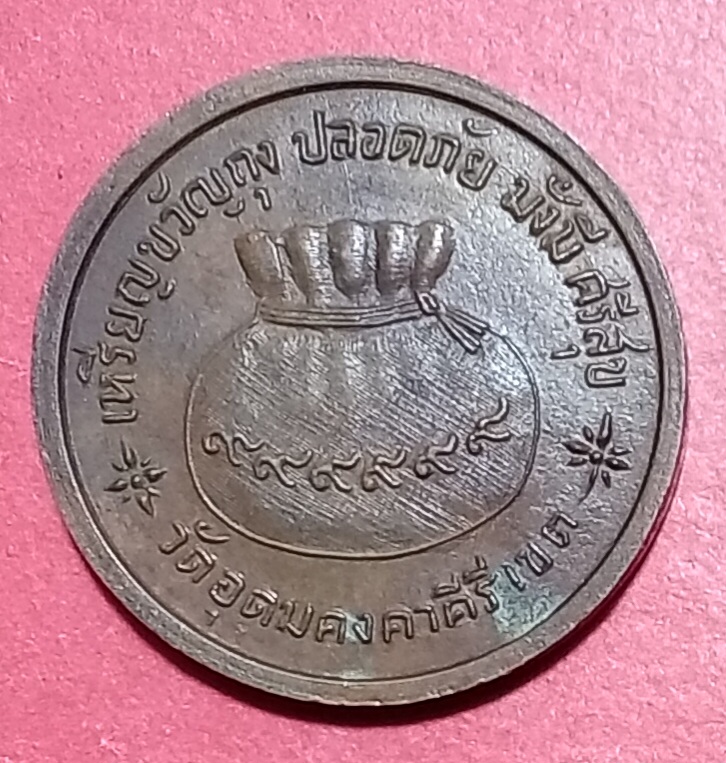 เหรียญขวัญถุง ปลอดภัย มั่งมี ศรีสุข
๙๙๙๙๙๙
วัดอุดมคงคาคีรีเขต